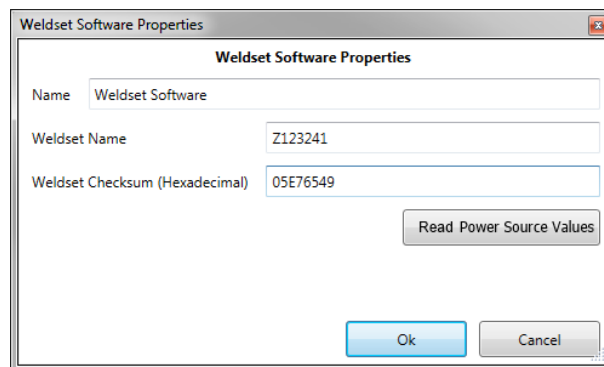 Weldset Software Properties
Weldset Software Properties
Name Weldset Software
Weldset Name Z123241
Weldset Checksum (Hexadecimal) 05E76549
Read Power Source Values
Ok Cancel